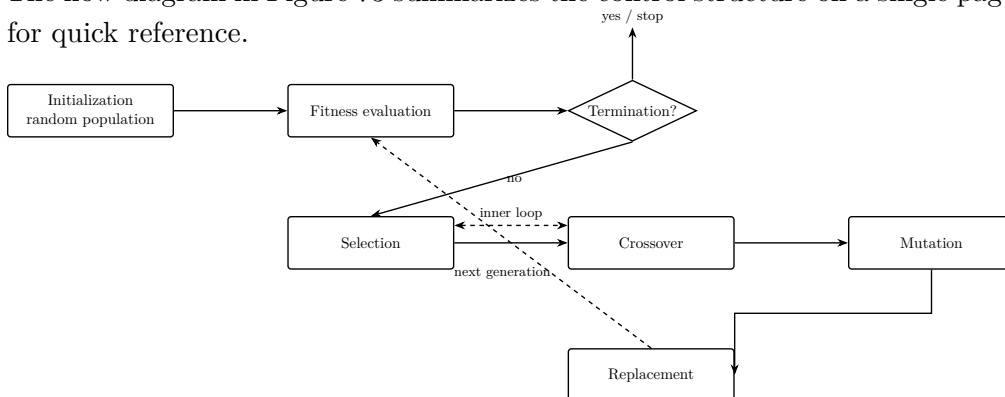 for quick reference.
yes / stop
Initialization
random population
Fitness evaluation
Termination?
no
inner loop
Selection
Crossover
Mutation
next generation
Replacement